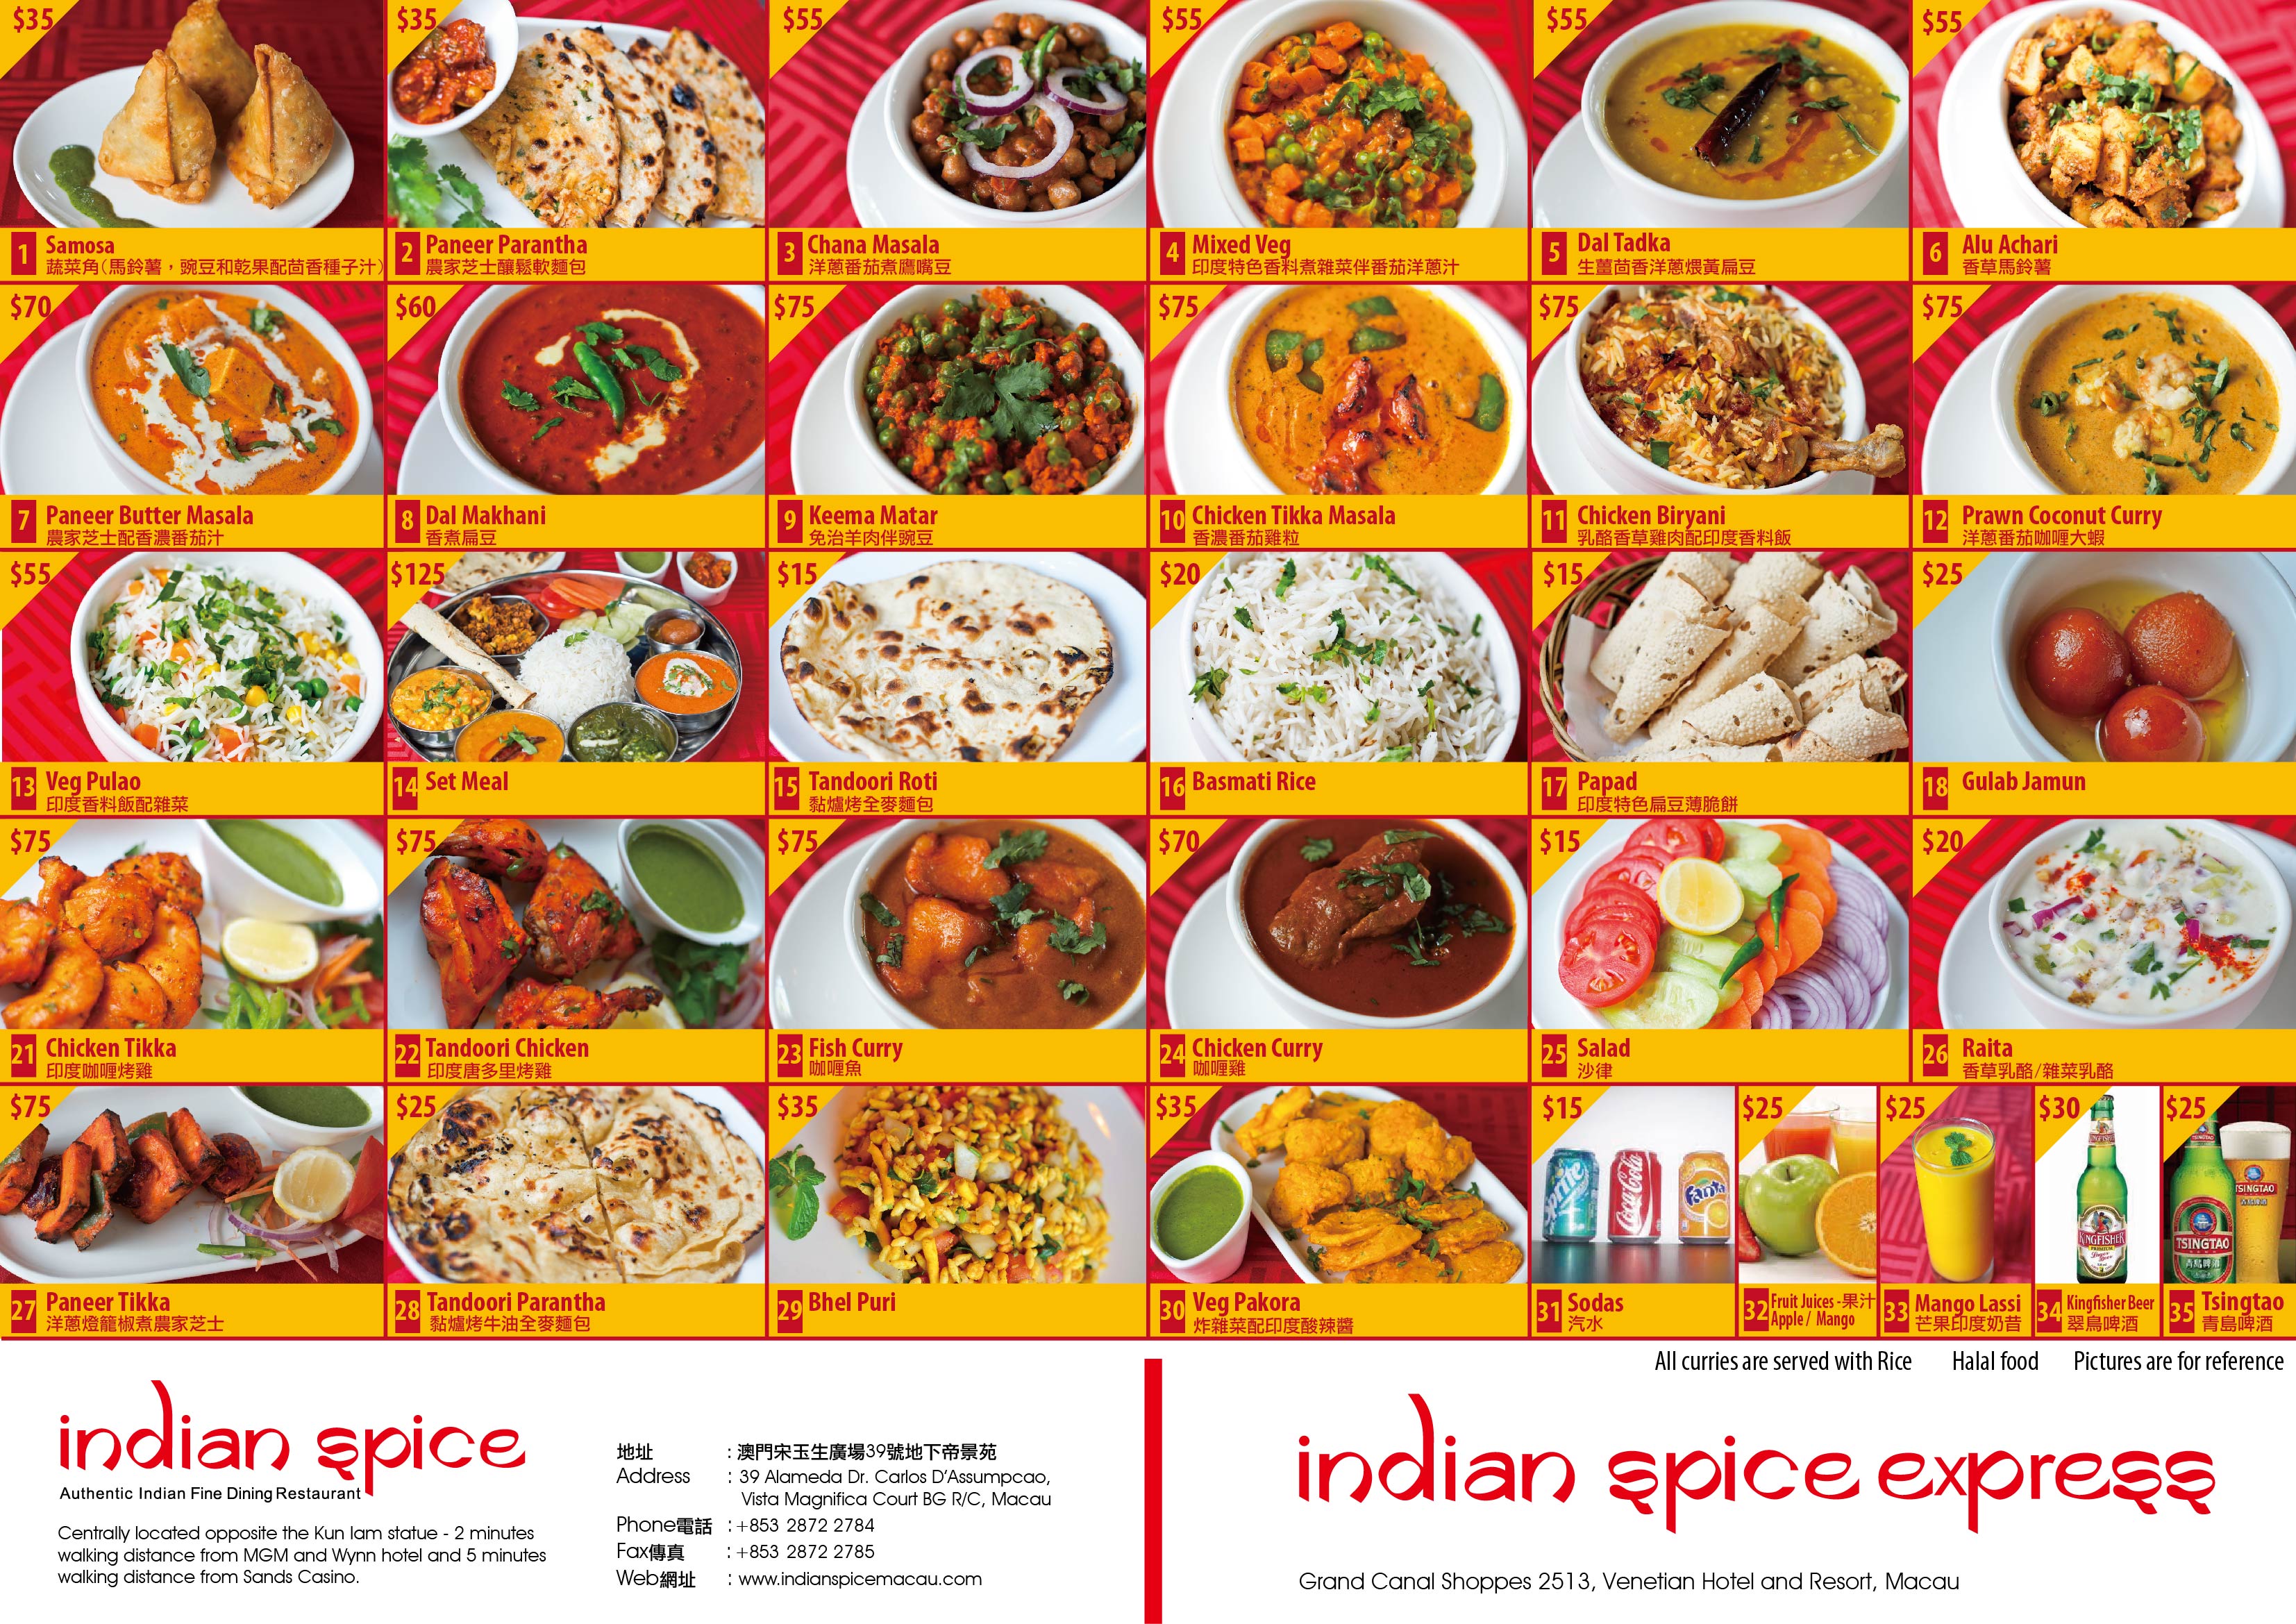 $35
1 Samosa
蔬菜角(馬鈴薯，豌豆和乾果配茴香種子汁)
$35
2 Paneer Parantha
農家芝士釀鬆軟麵包
$55
3 Chana Masala
洋蔥番茄煮鷹嘴豆
$55
4 Mixed Veg
印度特色香料煮雜菜伴番茄洋蔥汁
$55
5 Dal Tadka
生薑茴香洋蔥煨黃扁豆
$55
6 Alu Achari
香草馬鈴薯
$70
7 Paneer Butter Masala
農家芝士配香濃番茄汁
$60
8 Dal Makhani
香煮扁豆
$75
9 Keema Matar
免治羊肉伴豌豆
$75
10 Chicken Tikka Masala
香濃番茄雞粒
$75
11 Chicken Biryani
乳酪香草雞肉配印度香料飯
$75
12 Prawn Coconut Curry
洋蔥番茄咖喱大蝦
$55
13 Veg Pulao
印度香料飯配雜菜
$125
14 Set Meal
$15
15 Tandoori Roti
黏爐烤全麥麵包
$20
16 Basmati Rice
$15
17 Papad
印度特色扁豆薄脆餅
$25
18 Gulab Jamun
$75
21 Chicken Tikka
印度咖喱烤雞
$75
22 Tandoori Chicken
印度唐多里烤雞
$75
23 Fish Curry
咖喱魚
$70
24 Chicken Curry
咖喱雞
$15
25 Salad
沙律
$20
26 Raita
香草乳酪/雜菜乳酪
$75
27 Paneer Tikka
洋蔥燈籠椒煮農家芝士
$25
28 Tandoori Parantha
黏爐烤牛油全麥麵包
$35
29 Bhel Puri
$35
30 Veg Pakora
炸雜菜配印度酸辣醬
$15
Sprite
Coca-Cola
Fanta
31 Sodas
汽水
$25
32 Fruit Juices - 果汁
Apple / Mango
$25
33 Mango Lassi
芒果印度奶昔
$30
KINGFISHER
PREMIUM
Lager Beer
34 Kingfisher Beer
翠鳥啤酒
$25
TSINGTAO
TSINGTAO
青島啤酒
35 Tsingtao
青島啤酒
All curries are served with Rice Halal food Pictures are for reference
indian spice
Authentic Indian Fine Dining Restaurant
Centrally located opposite the Kun Iam statue - 2 minutes
walking distance from MGM and Wynn hotel and 5 minutes
walking distance from Sands Casino.
地址 : 澳門宋玉生廣場39號地下帝景苑
Address : 39 Alameda Dr. Carlos D'Assumpcao,
Vista Magnifica Court BG R/C, Macau
Phone電話 : +853 2872 2784
Fax傳真 : +853 2872 2785
Web網址 : www.indianspicemacau.com
indian spice express
Grand Canal Shoppes 2513, Venetian Hotel and Resort, Macau